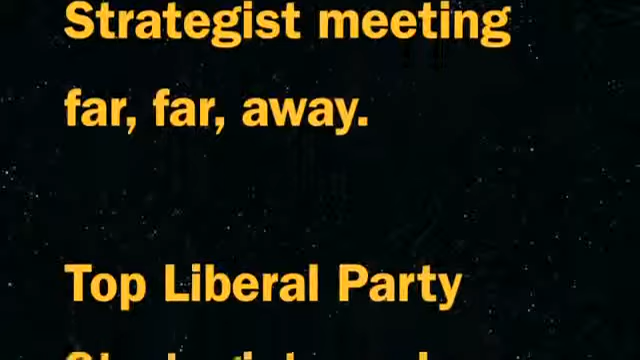 Strategist meeting
far, far, away.
Top Liberal Party